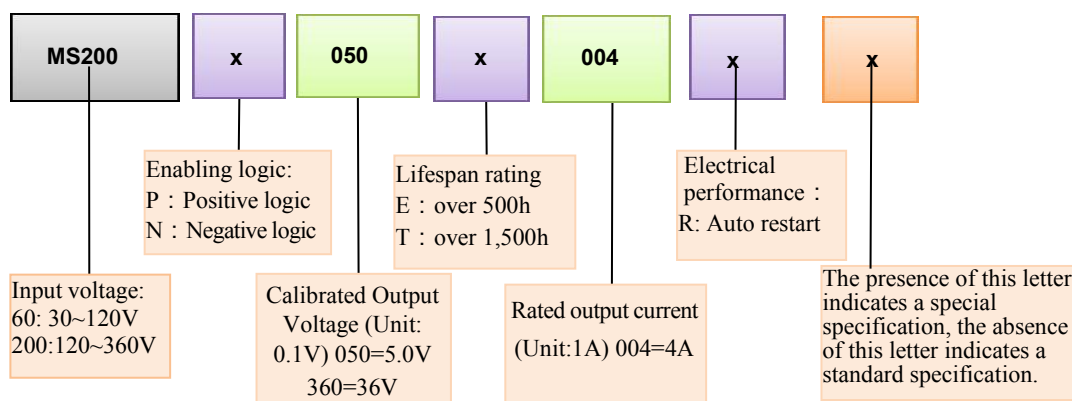 MS200
x
050
x
004
x
x
Enabling logic:
P：Positive logic
N：Negative logic
Lifespan rating
E：over 500h
T：over 1,500h
Electrical
performance：
R: Auto restart
Input voltage:
60: 30~120V
200:120~360V
Calibrated Output
Voltage (Unit:
0.1V) 050=5.0V
360=36V
Rated output current
(Unit:1A) 004=4A
The presence of this letter
indicates a special
specification, the absence
of this letter indicates a
standard specification.